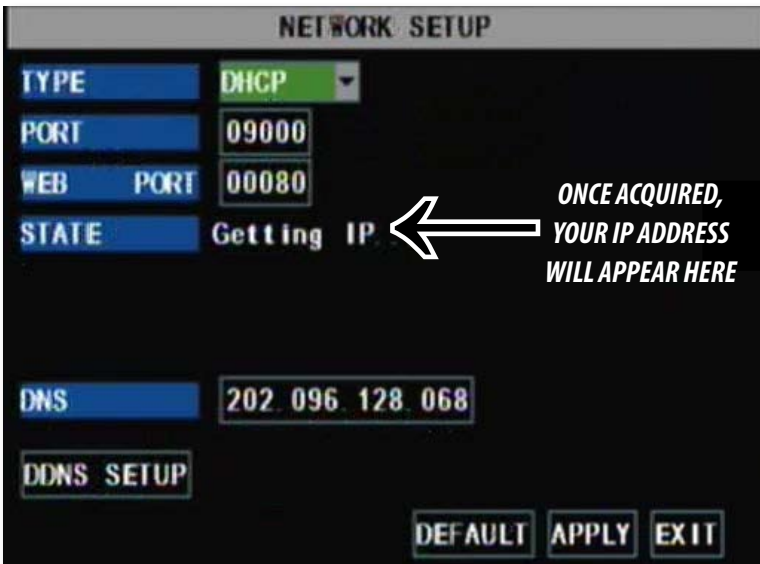 NETWORK SETUP
TYPE DHCP
PORT 09000
WEB PORT 00080
STATE Getting IP..
ONCE ACQUIRED,
YOUR IP ADDRESS
WILL APPEAR HERE
DNS 202.096.128.068
DDNS SETUP
DEFAULT APPLY EXIT